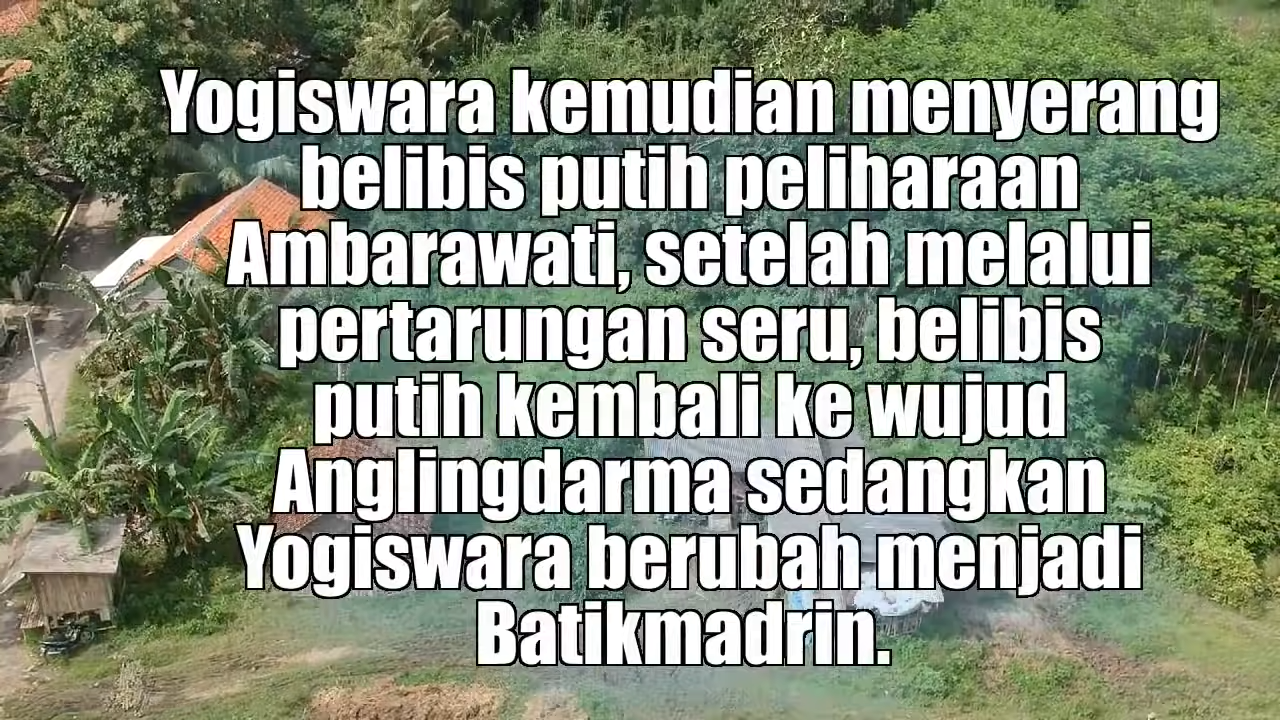 Yogiswara kemudian menyerang
belibis putih peliharaan
Ambarawati, setelah melalui
pertarungan seru, belibis
putih kembali ke wujud
Anglingdarma sedangkan
Yogiswara berubah menjadi
Batikmadrin.